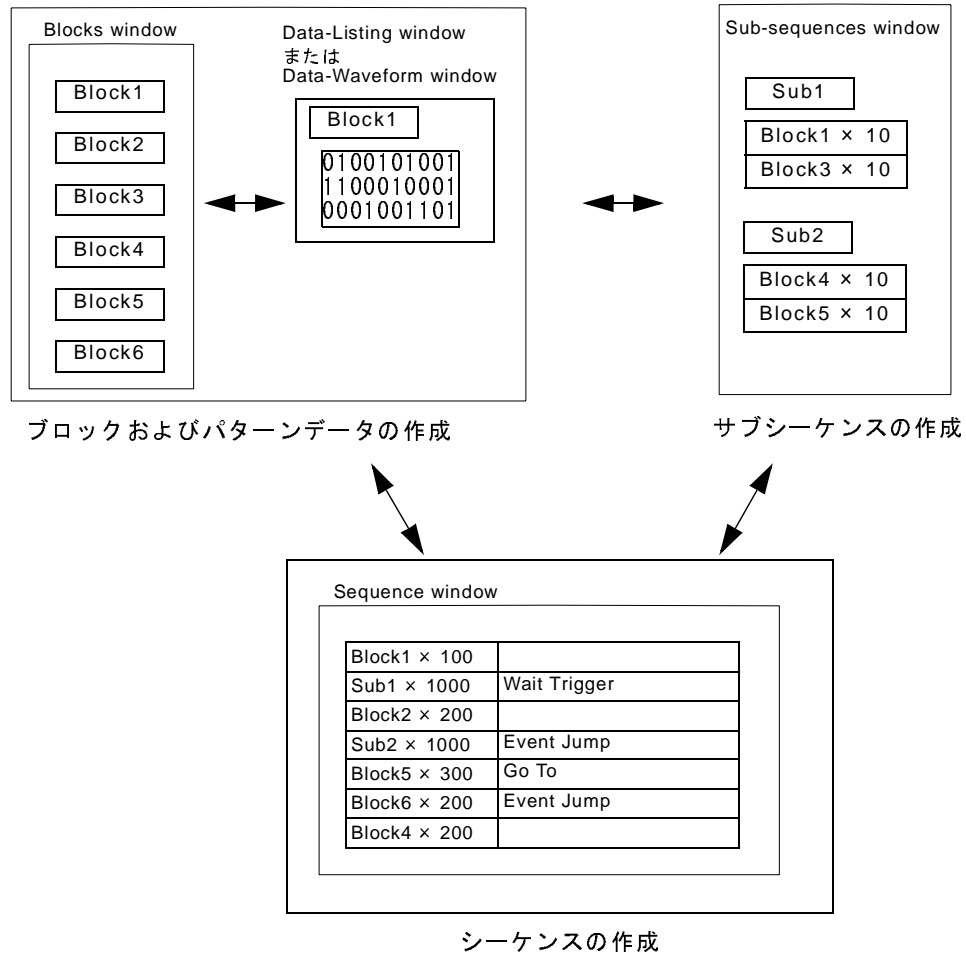 Blocks window
Block1
Block2
Block3
Block4
Block5
Block6
Data-Listing window
または
Data-Waveform window
Block1
0100101001
1100010001
0001001101
ブロックおよびパターンデータの作成
Sub-sequences window
Sub1
Block1 × 10
Block3 × 10
Sub2
Block4 × 10
Block5 × 10
サブシーケンスの作成
Sequence window
Block1 × 100
Sub1 × 1000 Wait Trigger
Block2 × 200
Sub2 × 1000 Event Jump
Block5 × 300 Go To
Block6 × 200 Event Jump
Block4 × 200
シーケンスの作成